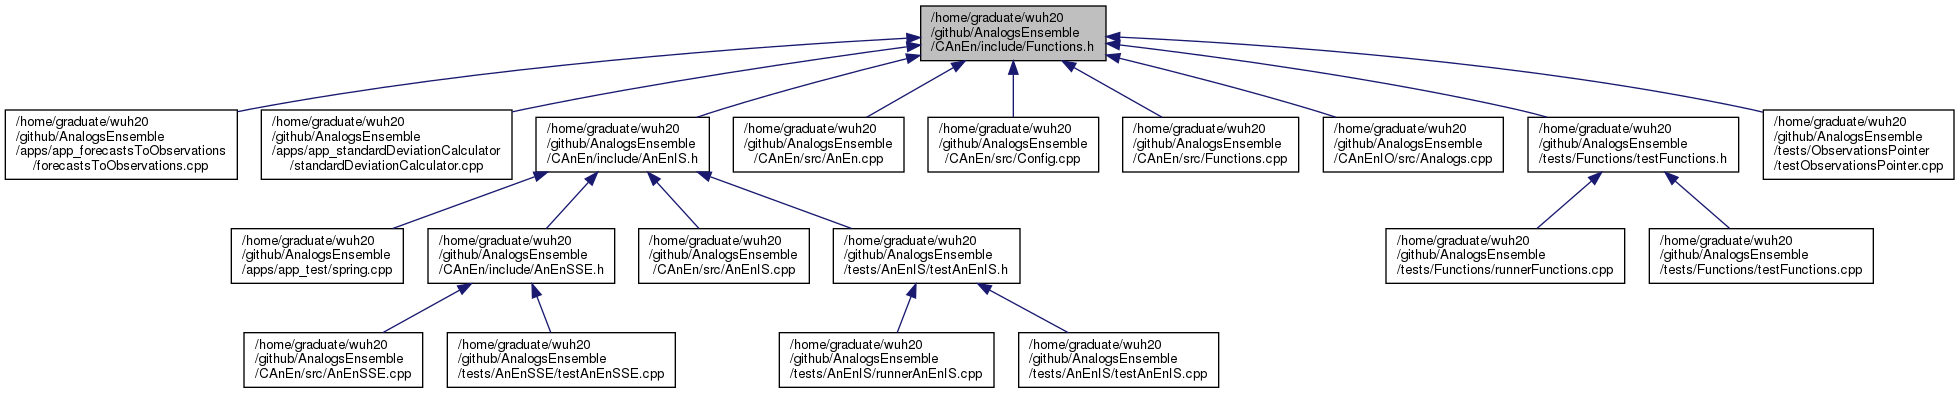 /home/graduate/wuh20
/github/AnalogsEnsemble
/CAnEn/include/Functions.h
/home/graduate/wuh20
/github/AnalogsEnsemble
/apps/app_forecastsToObservations
/forecastsToObservations.cpp
/home/graduate/wuh20
/github/AnalogsEnsemble
/apps/app_standardDeviationCalculator
/standardDeviationCalculator.cpp
/home/graduate/wuh20
/github/AnalogsEnsemble
/CAnEn/include/AnEnIS.h
/home/graduate/wuh20
/github/AnalogsEnsemble
/CAnEn/src/AnEn.cpp
/home/graduate/wuh20
/github/AnalogsEnsemble
/CAnEn/src/Config.cpp
/home/graduate/wuh20
/github/AnalogsEnsemble
/CAnEn/src/Functions.cpp
/home/graduate/wuh20
/github/AnalogsEnsemble
/CAnEnIO/src/Analogs.cpp
/home/graduate/wuh20
/github/AnalogsEnsemble
/tests/Functions/testFunctions.h
/home/graduate/wuh20
/github/AnalogsEnsemble
/tests/ObservationsPointer
/testObservationsPointer.cpp
/home/graduate/wuh20
/github/AnalogsEnsemble
/apps/app_test/spring.cpp
/home/graduate/wuh20
/github/AnalogsEnsemble
/CAnEn/include/AnEnSSE.h
/home/graduate/wuh20
/github/AnalogsEnsemble
/CAnEn/src/AnEnIS.cpp
/home/graduate/wuh20
/github/AnalogsEnsemble
/tests/AnEnIS/testAnEnIS.h
/home/graduate/wuh20
/github/AnalogsEnsemble
/tests/Functions/runnerFunctions.cpp
/home/graduate/wuh20
/github/AnalogsEnsemble
/tests/Functions/testFunctions.cpp
/home/graduate/wuh20
/github/AnalogsEnsemble
/CAnEn/src/AnEnSSE.cpp
/home/graduate/wuh20
/github/AnalogsEnsemble
/tests/AnEnSSE/testAnEnSSE.cpp
/home/graduate/wuh20
/github/AnalogsEnsemble
/tests/AnEnIS/runnerAnEnIS.cpp
/home/graduate/wuh20
/github/AnalogsEnsemble
/tests/AnEnIS/testAnEnIS.cpp